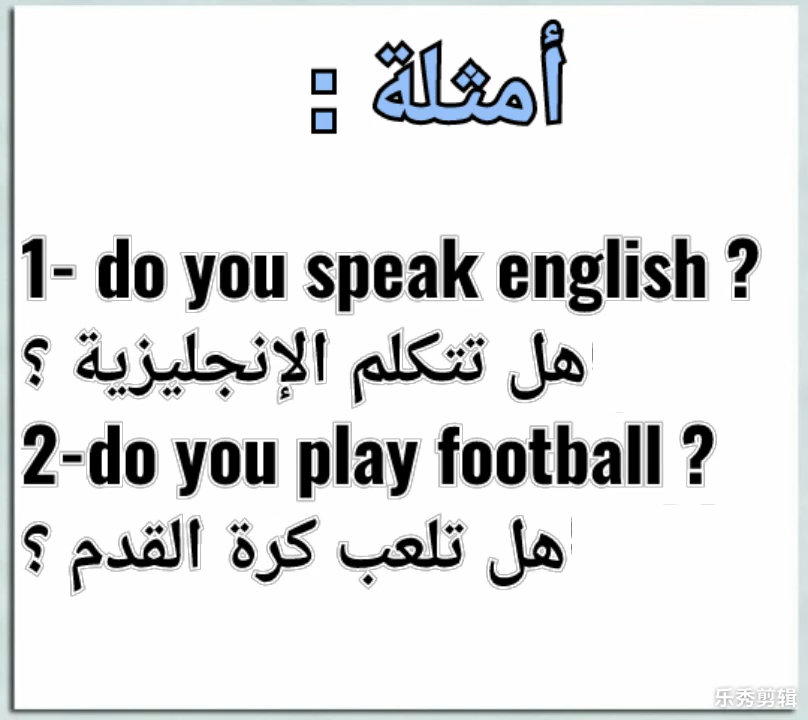 أمثلة :
1- do you speak english ?
هل تتكلم الإنجليزية ؟
2-do you play football ?
هل تلعب كرة القدم ؟
乐秀剪辑